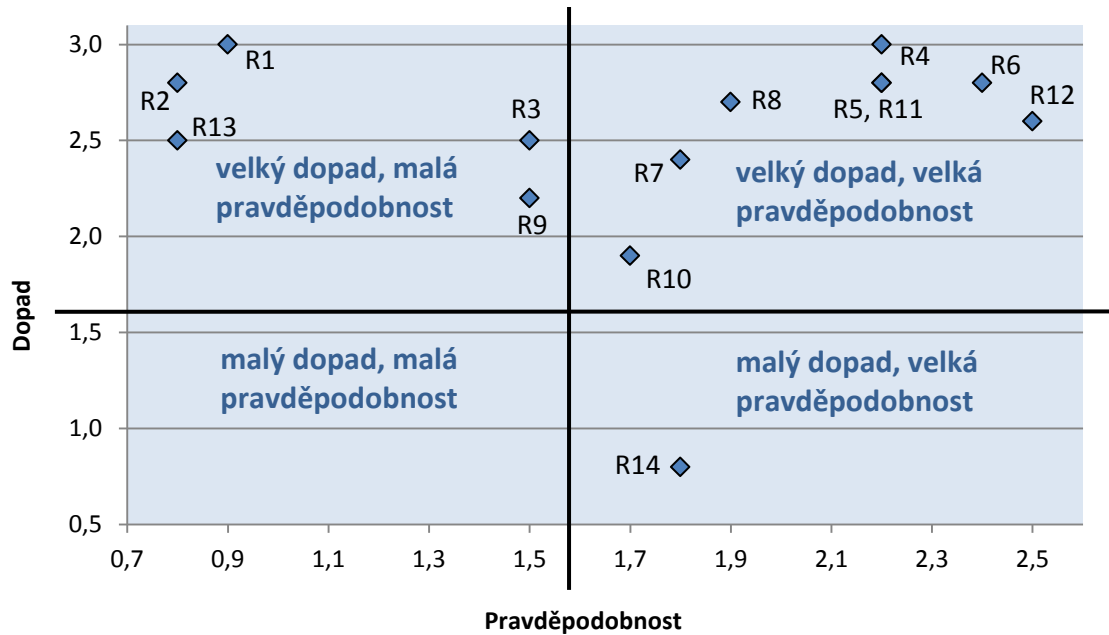 3,0
R1
R4
R6
R2
R3
R8
R5, R11
R12
R13
2,5
velký dopad, malá
pravděpodobnost
R7
velký dopad, velká
pravděpodobnost
R9
2,0
R10
Dopad
1,5
malý dopad, malá
pravděpodobnost
malý dopad, velká
pravděpodobnost
1,0
R14
0,5
0,7 0,9 1,1 1,3 1,5 1,7 1,9 2,1 2,3 2,5
Pravděpodobnost